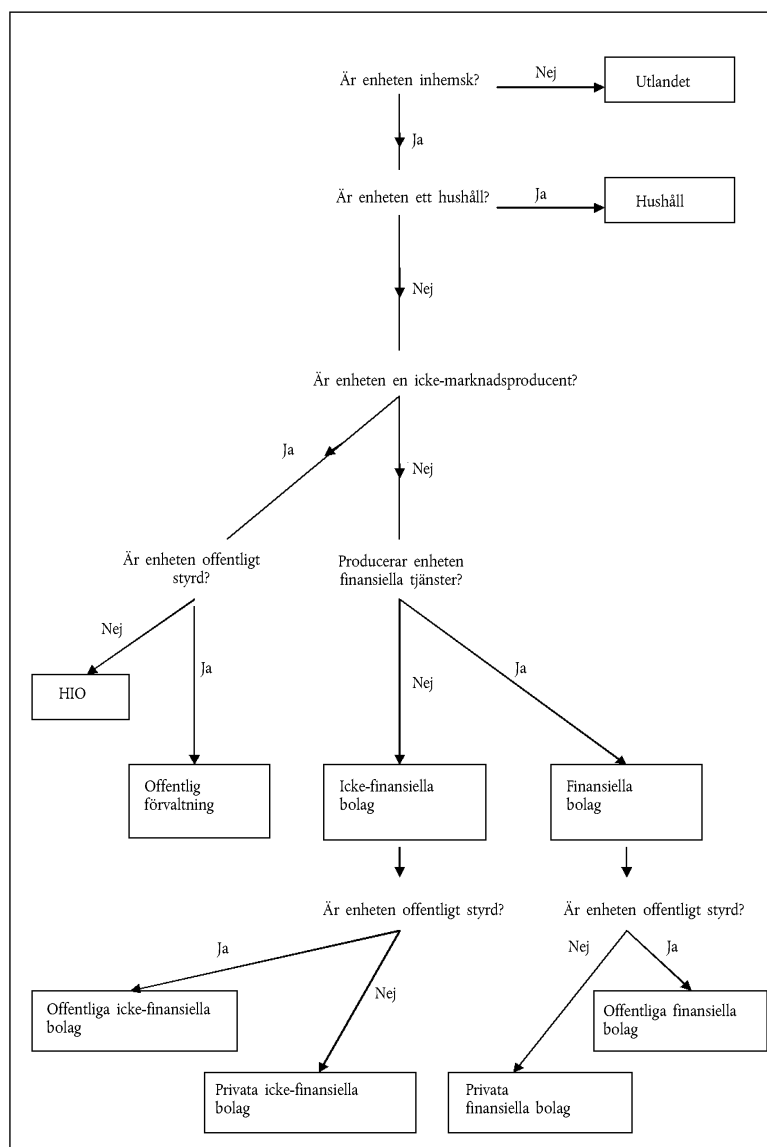 Är enheten inhemsk?
Nej
Utlandet
Ja
Är enheten ett hushåll?
Ja
Hushåll
Nej
Är enheten en icke-marknadsproducent?
Ja
Nej
Är enheten offentligt
styrd?
Producerar enheten
finansiella tjänster?
Nej
Ja
Nej
Ja
HIO
Offentlig
förvaltning
Icke-finansiella
bolag
Finansiella
bolag
Är enheten offentligt styrd?
Är enheten offentligt styrd?
Ja
Nej
Nej
Ja
Offentliga icke-finansiella
bolag
Offentliga finansiella
bolag
Privata icke-finansiella
bolag
Privata
finansiella bolag